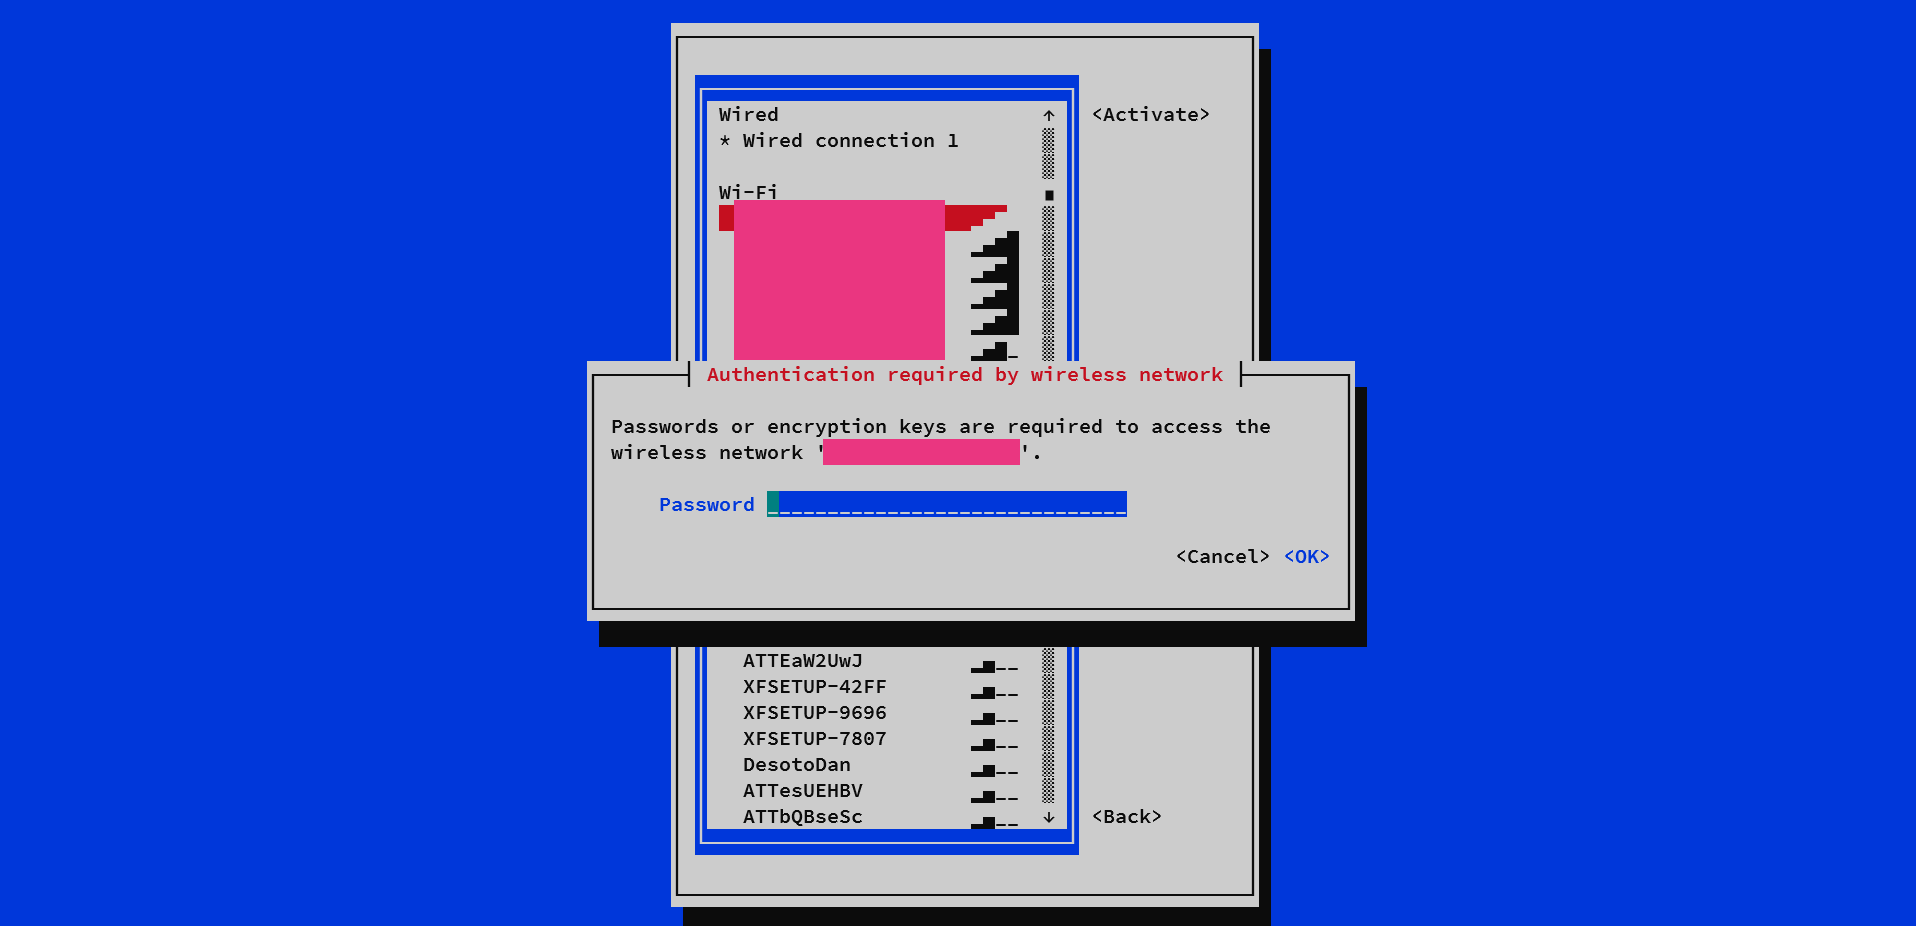 Wired
<Activate>
* Wired connection 1
Wi-Fi
Authentication required by wireless network
Passwords or encryption keys are required to access the
wireless network '                '.
Password
<Cancel> <OK>
ATTEaW2UwJ
XFSETUP-42FF
XFSETUP-9696
XFSETUP-7807
DesotoDan
ATTesUEHBV
ATTbQBseSc
<Back>